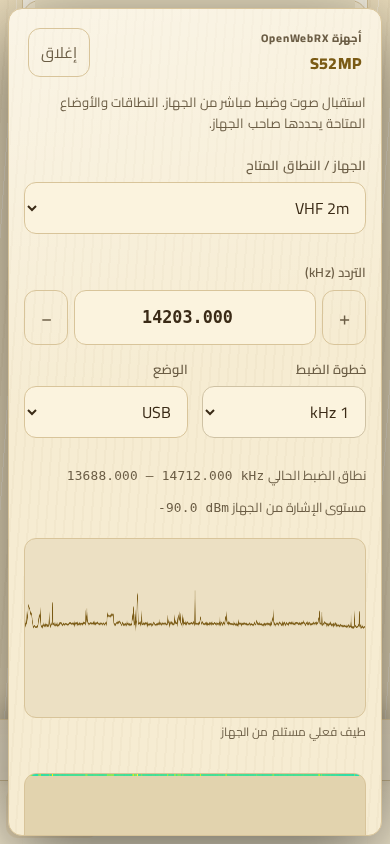 أجهزة OpenWebRX
إغلاق
S52MP
استقبال صوت وضبط مباشر من الجهاز. النطاقات والأوضاع
المتاحة يحددها صاحب الجهاز.
الجهاز / النطاق المتاح
VHF 2m
التردد (kHz)
+ 14203.000 −
خطوة الضبط
الوضع
1 kHz
USB
نطاق الضبط الحالي 13688.000 – 14712.000 kHz
مستوى الإشارة من الجهاز -90.0 dBm
طيف فعلي مستلم من الجهاز